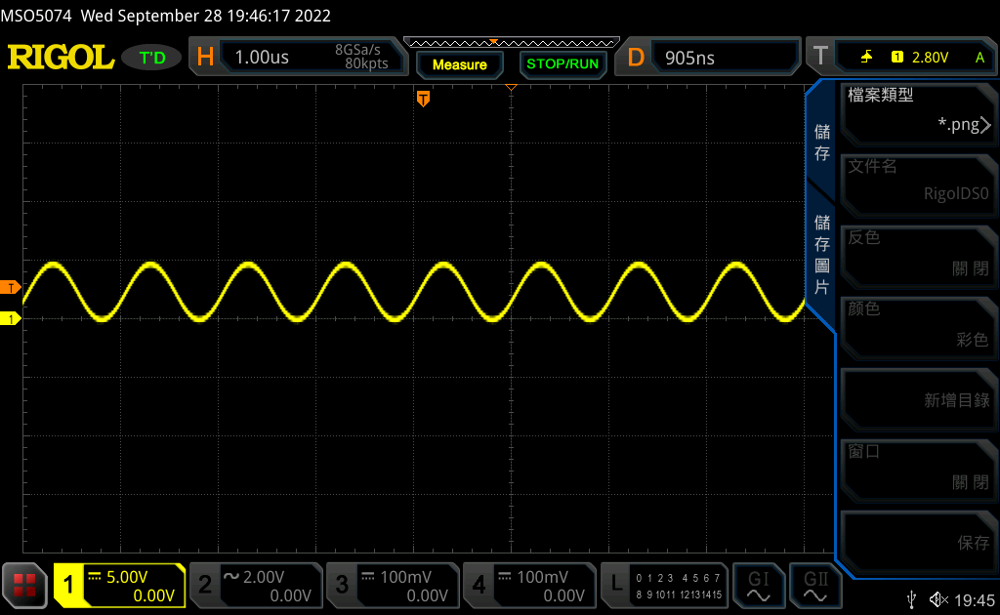 MSO5074 Wed September 28 19:46:17 2022
RIGOL T'D H 1.00us 8GSa/s 80kpts Measure STOP/RUN D 905ns T 1 2.80V A
T
儲存
儲存圖片
檔案類型
*.png
文件名
RigolDS0
反色
關閉
颜色
彩色
新增目錄
窗口
關閉
保存
T
1
1 5.00V 0.00V
2 2.00V 0.00V
3 100mV 0.00V
4 100mV 0.00V
L 0 1 2 3 4 5 6 7
8 9 10 11 12 13 14 15
GI
GII
19:45